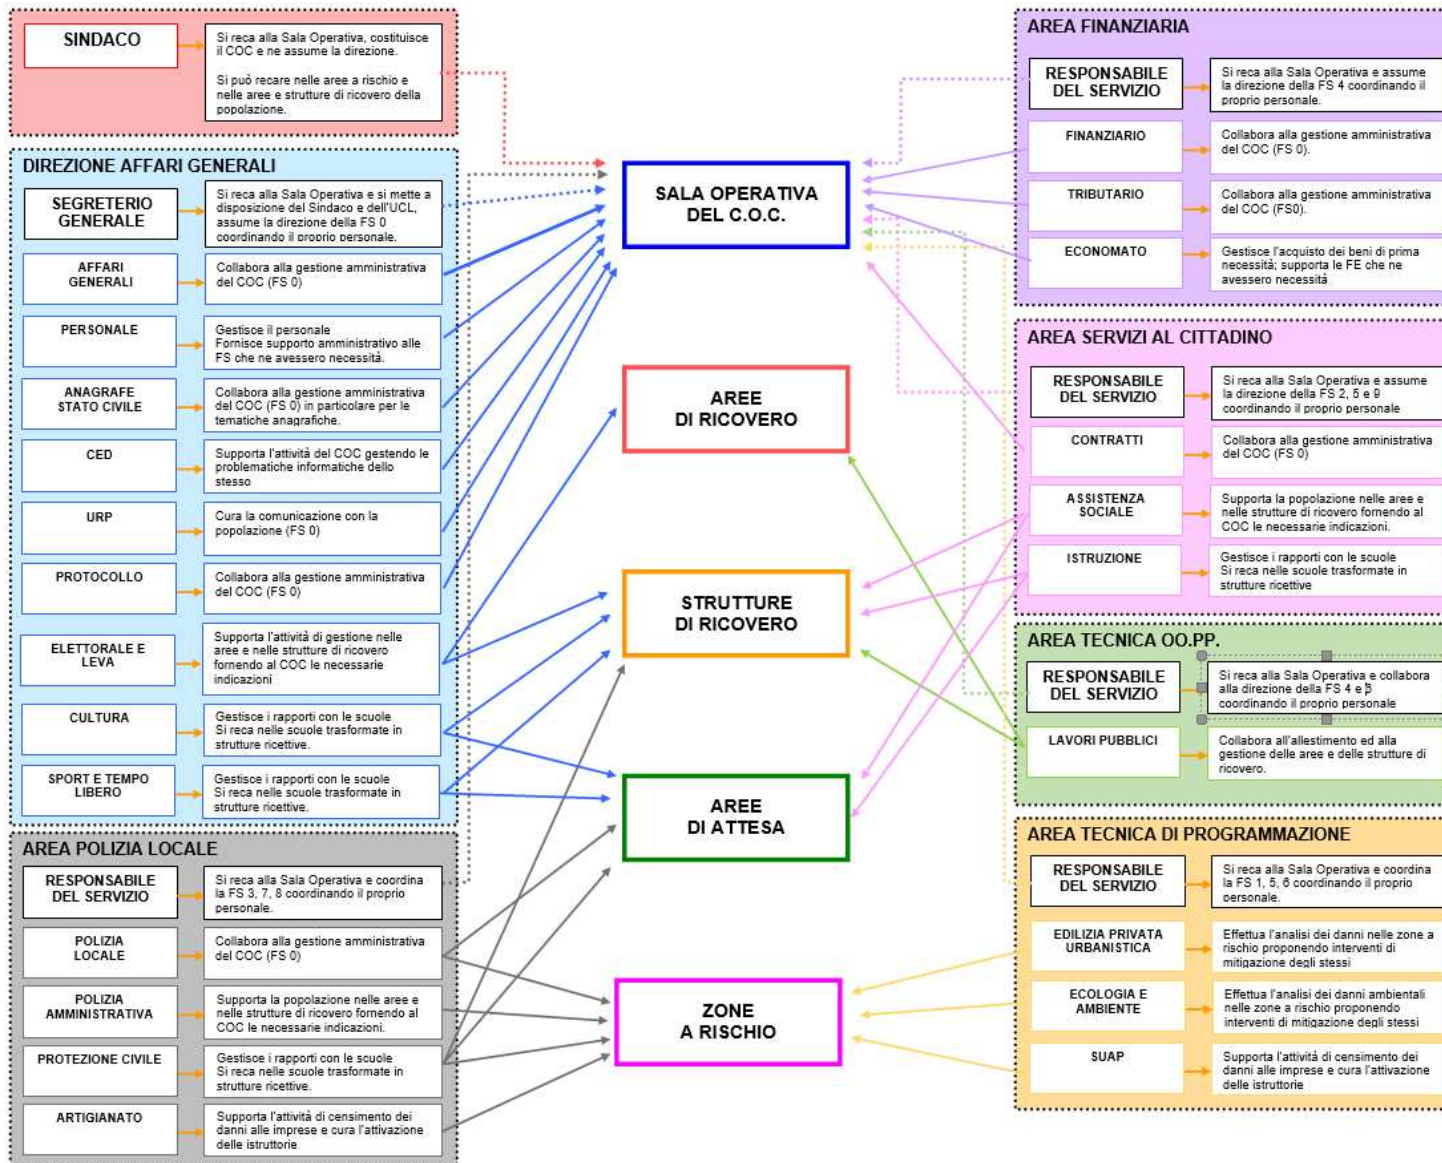 SINDACO
Si reca alla Sala Operativa, costituisce
il COC e ne assume la direzione.
Si può recare nelle aree a rischio e
nelle aree e strutture di ricovero della
popolazione.
DIREZIONE AFFARI GENERALI
SEGRETERIO
GENERALE
Si reca alla Sala Operativa e si mette a
disposizione del Sindaco e dell'UCL,
assume la direzione della FS 0
coordinando il proprio personale.
AFFARI
GENERALI
Collabora alla gestione amministrativa
del COC (FS 0)
PERSONALE
Gestisce il personale
Fornisce supporto amministrativo alle
FS che ne avessero necessità.
ANAGRAFE
STATO CIVILE
Collabora alla gestione amministrativa
del COC (FS 0) in particolare per le
tematiche anagrafiche.
CED
Supporta l'attività del COC gestendo le
problematiche informatiche dello
stesso
URP
Cura la comunicazione con la
popolazione (FS 0)
PROTOCOLLO
Collabora alla gestione amministrativa
del COC (FS 0)
ELETTORALE E
LEVA
Supporta l'attività di gestione nelle
aree e nelle strutture di ricovero
fornendo al COC le necessarie
indicazioni
CULTURA
Gestisce i rapporti con le scuole
Si reca nelle scuole trasformate in
strutture ricettive.
SPORT E TEMPO
LIBERO
Gestisce i rapporti con le scuole
Si reca nelle scuole trasformate in
strutture ricettive.
AREA POLIZIA LOCALE
RESPONSABILE
DEL SERVIZIO
Si reca alla Sala Operativa e coordina
la FS 3, 7, 8 coordinando il proprio
personale.
POLIZIA
LOCALE
Collabora alla gestione amministrativa
del COC (FS 0)
POLIZIA
AMMINISTRATIVA
Supporta la popolazione nelle aree e
nelle strutture di ricovero fornendo al
COC le necessarie indicazioni.
PROTEZIONE CIVILE
Gestisce i rapporti con le scuole
Si reca nelle scuole trasformate in
strutture ricettive.
ARTIGIANATO
Supporta l'attività di censimento dei
danni alle imprese e cura l'attivazione
delle istruttorie
SALA OPERATIVA
DEL C.O.C.
AREE
DI RICOVERO
STRUTTURE
DI RICOVERO
AREE
DI ATTESA
ZONE
A RISCHIO
AREA FINANZIARIA
RESPONSABILE
DEL SERVIZIO
Si reca alla Sala Operativa e assume
la direzione della FS 4 coordinando il
proprio personale.
FINANZIARIO
Collabora alla gestione amministrativa
del COC (FS 0).
TRIBUTARIO
Collabora alla gestione amministrativa
del COC (FS0).
ECONOMATO
Gestisce l'acquisto dei beni di prima
necessità; supporta le FE che ne
avessero necessità
AREA SERVIZI AL CITTADINO
RESPONSABILE
DEL SERVIZIO
Si reca alla Sala Operativa e assume
la direzione della FS 2, 5 e 9
coordinando il proprio personale
CONTRATTI
Collabora alla gestione amministrativa
del COC (FS 0)
ASSISTENZA
SOCIALE
Supporta la popolazione nelle aree e
nelle strutture di ricovero fornendo al
COC le necessarie indicazioni.
ISTRUZIONE
Gestisce i rapporti con le scuole
Si reca nelle scuole trasformate in
strutture ricettive
AREA TECNICA OO.PP.
RESPONSABILE
DEL SERVIZIO
Si reca alla Sala Operativa e collabora
alla direzione della FS 4 e
coordinando il proprio personale
LAVORI PUBBLICI
Collabora all'allestimento ed alla
gestione delle aree e delle strutture di
ricovero.
AREA TECNICA DI PROGRAMMAZIONE
RESPONSABILE
DEL SERVIZIO
Si reca alla Sala Operativa e coordina
la FS 1, 5, 6 coordinando il proprio
personale.
EDILIZIA PRIVATA
URBANISTICA
Effettua l'analisi dei danni nelle zone a
rischio proponendo interventi di
mitigazione degli stessi
ECOLOGIA E
AMBIENTE
Effettua l'analisi dei danni ambientali
nelle zone a rischio proponendo
interventi di mitigazione degli stessi
SUAP
Supporta l'attività di censimento dei
danni alle imprese e cura l'attivazione
delle istruttorie